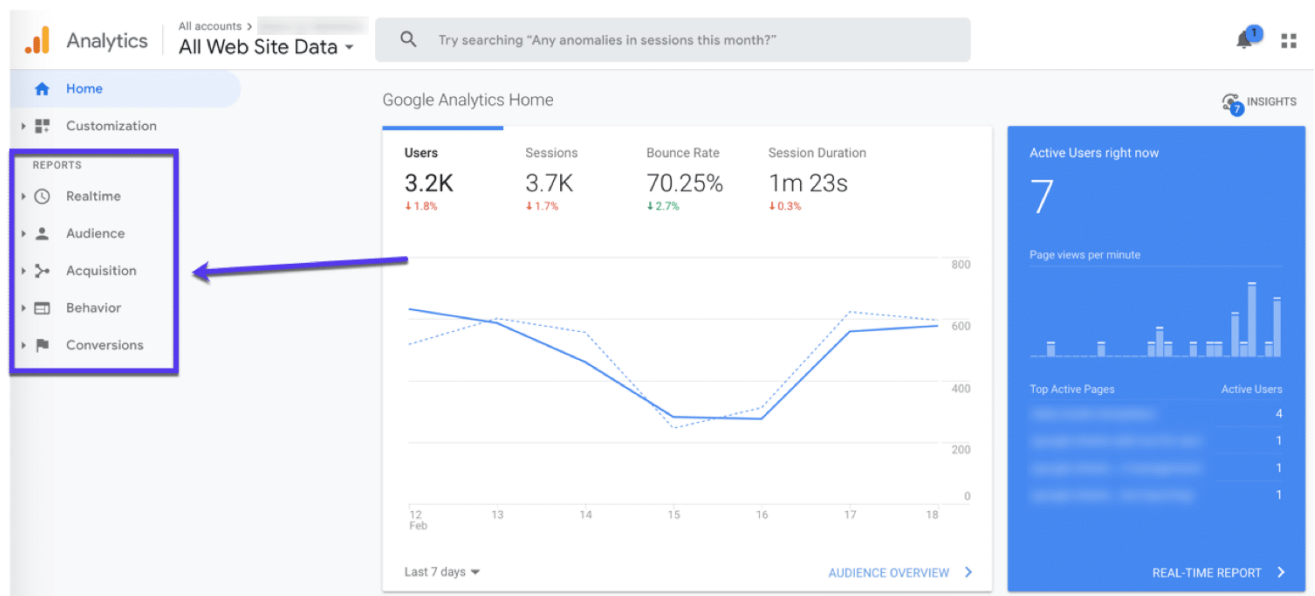 All accounts >
Analytics
All Web Site Data
Try searching “Any anomalies in sessions this month?”
1
Home
Customization
REPORTS
Realtime
Audience
Acquisition
Behavior
Conversions
Google Analytics Home
7
INSIGHTS
Users
3.2K
1.8%
Sessions
3.7K
1.7%
Bounce Rate
70.25%
2.7%
Session Duration
1m 23s
0.3%
800
600
400
200
0
12
Feb
13
14
15
16
17
18
Last 7 days
AUDIENCE OVERVIEW
Active Users right now
7
Page views per minute
Top Active Pages Active Users
4
1
1
1
REAL-TIME REPORT